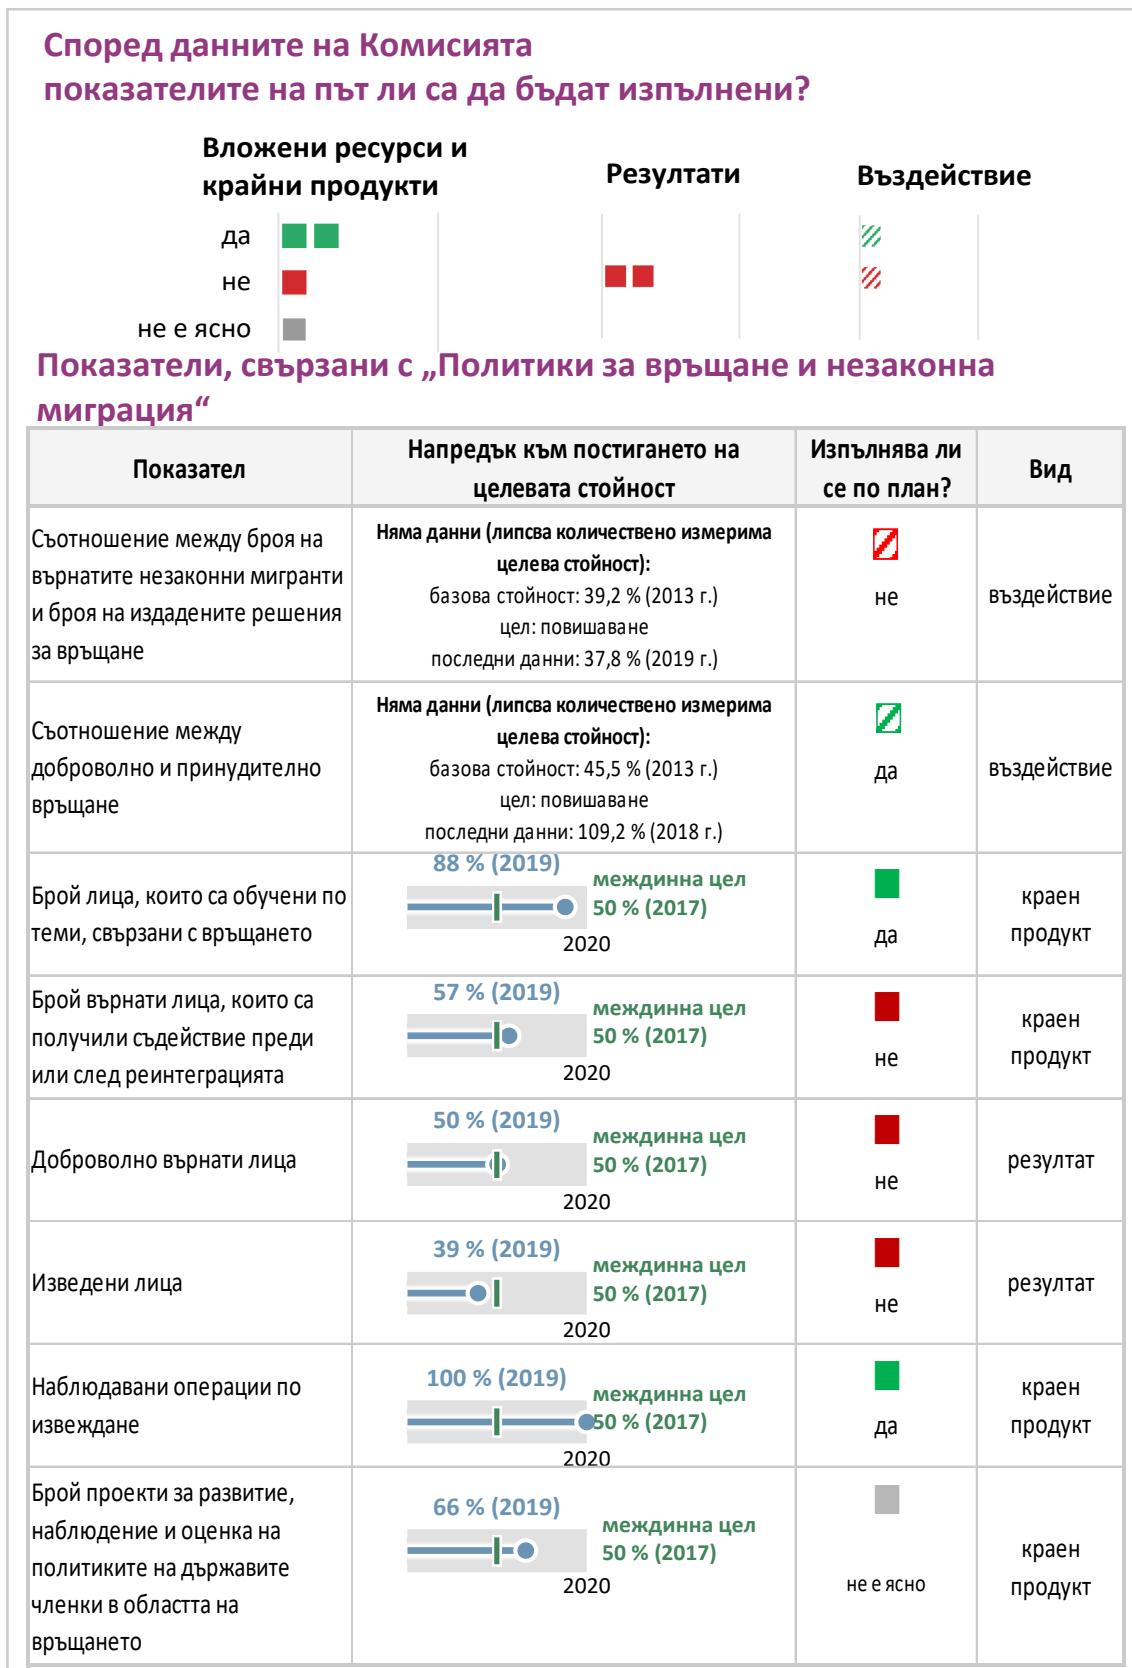 Според данните на Комисията
показателите на път ли са да бъдат изпълнени?
Вложени ресурси и
крайни продукти
Резултати
Въздействие
да
не
не е ясно
Показатели, свързани с „Политики за връщане и незаконна
миграция“
Показател
Напредък към постигането на
целевата стойност
Изпълнява ли
се по план?
Вид
Съотношение между броя на
върнатите незаконни мигранти
и броя на издадените решения
за връщане
Няма данни (липсва количествено измерима
целева стойност):
базова стойност: 39,2 % (2013 г.)
цел: повишаване
последни данни: 37,8 % (2019 г.)
не
въздействие
Съотношение между
доброволно и принудително
връщане
Няма данни (липсва количествено измерима
целева стойност):
базова стойност: 45,5 % (2013 г.)
цел: повишаване
последни данни: 109,2 % (2018 г.)
да
въздействие
Брой лица, които са обучени по
теми, свързани с връщането
88 % (2019)
междинна цел
50 % (2017)
2020
да
краен
продукт
Брой върнати лица, които са
получили съдействие преди
или след реинтеграцията
57 % (2019)
междинна цел
50 % (2017)
2020
не
краен
продукт
Доброволно върнати лица
50 % (2019)
междинна цел
50 % (2017)
2020
не
резултат
Изведени лица
39 % (2019)
междинна цел
50 % (2017)
2020
не
резултат
Наблюдавани операции по
извеждане
100 % (2019)
междинна цел
50 % (2017)
2020
да
краен
продукт
Брой проекти за развитие,
наблюдение и оценка на
политиките на държавите
членки в областта на
връщането
66 % (2019)
междинна цел
50 % (2017)
2020
не е ясно
краен
продукт